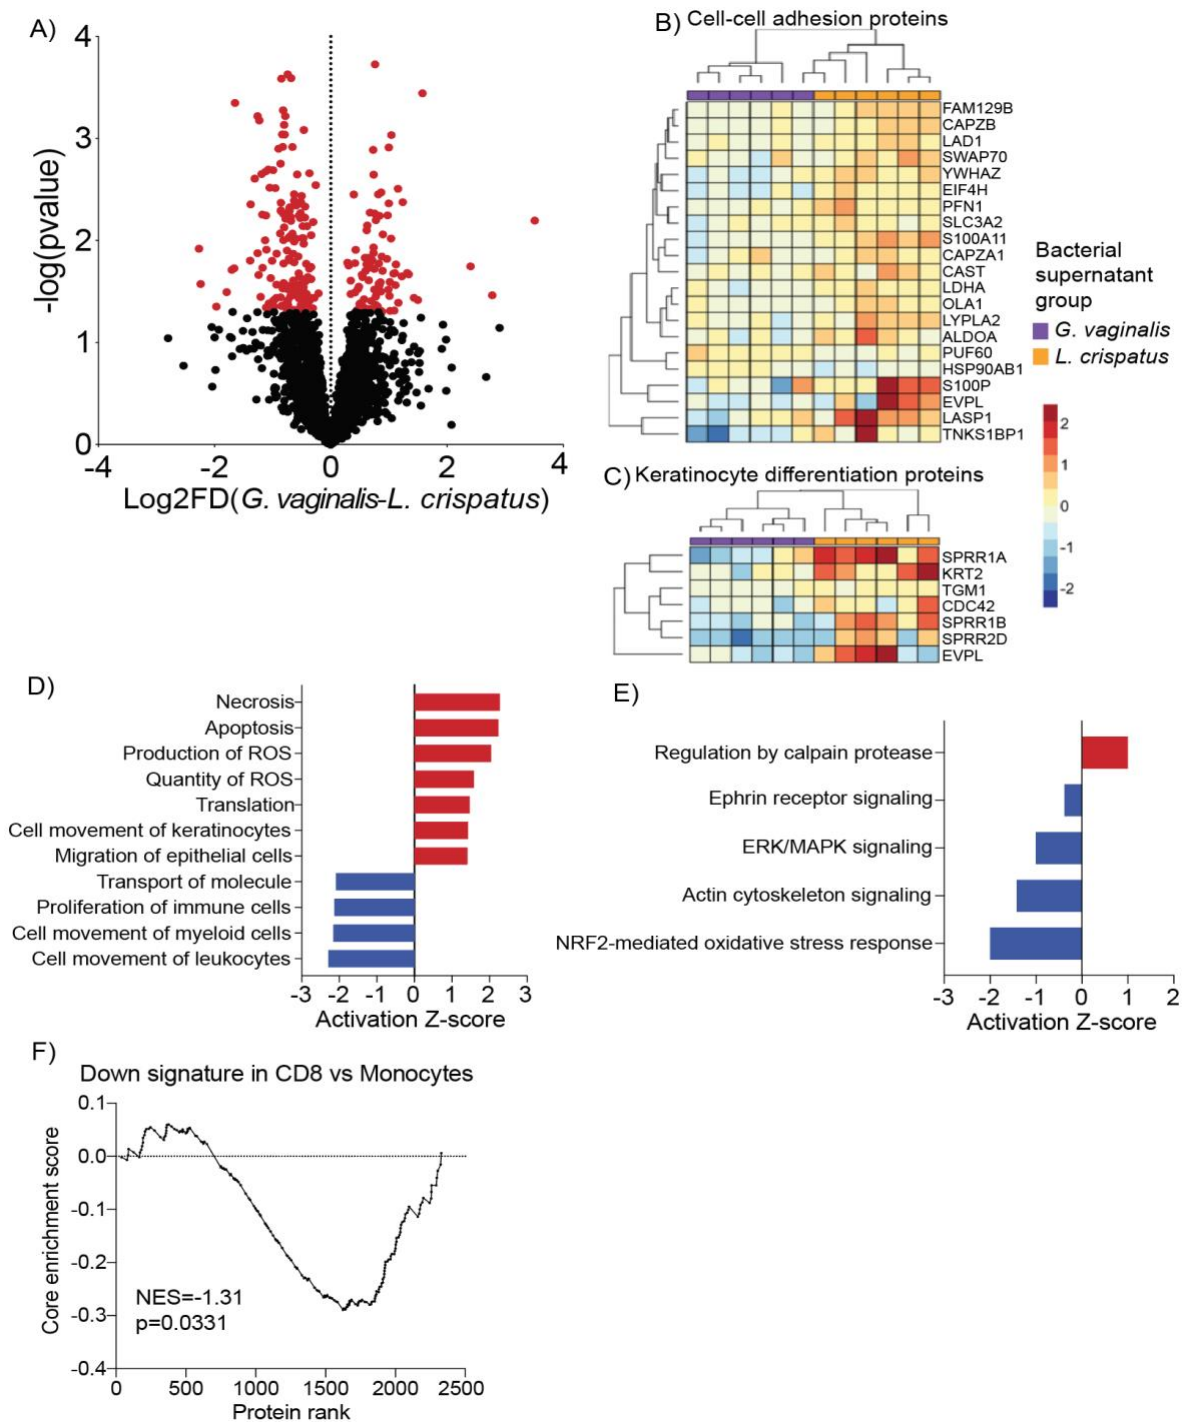 A)
4
3
2
1
0
-log(pvalue)
-4 -2 0 2 4
Log2FD(G. vaginalis-L. crispatus)
B) Cell-cell adhesion proteins
FAM129B
CAPZB
LAD1
SWAP70
YWHAZ
EIF4H
PFN1
SLC3A2
S100A11
CAPZA1
CAST
LDHA
OLA1
LYPLA2
ALDOA
PUF60
HSP90AB1
S100P
EVPL
LASP1
TNKS1BP1
Bacterial
supernatant
group
G. vaginalis
L. crispatus
2
1
0
-1
-2
C) Keratinocyte differentiation proteins
SPRR1A
KRT2
TGM1
CDC42
SPRR1B
SPRR2D
EVPL
D)
Necrosis
Apoptosis
Production of ROS
Quantity of ROS
Translation
Cell movement of keratinocytes
Migration of epithelial cells
Transport of molecule
Proliferation of immune cells
Cell movement of myeloid cells
Cell movement of leukocytes
-3 -2 -1 0 1 2 3
Activation Z-score
E)
Regulation by calpain protease
Ephrin receptor signaling
ERK/MAPK signaling
Actin cytoskeleton signaling
NRF2-mediated oxidative stress response
-3 -2 -1 0 1 2
Activation Z-score
F)
Down signature in CD8 vs Monocytes
0.1
0.0
-0.1
-0.2
-0.3
-0.4
Core enrichment score
NES=-1.31
p=0.0331
0 500 1000 1500 2000 2500
Protein rank